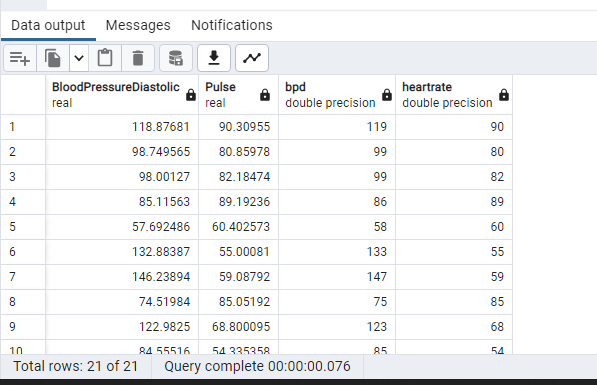 Data output Messages Notifications
BloodPressureDiastolic Pulse bpd heartrate
real real double precision double precision
1 118.87681 90.30955 119 90
2 98.749565 80.85978 99 80
3 98.00127 82.18474 99 82
4 85.11563 89.19236 86 89
5 57.692486 60.402573 58 60
6 132.88387 55.00081 133 55
7 146.23894 59.08792 147 59
8 74.51984 85.05192 75 85
9 122.9825 68.800095 123 68
10 84.55516 54.335358 85 54
Total rows: 21 of 21 Query complete 00:00:00.076